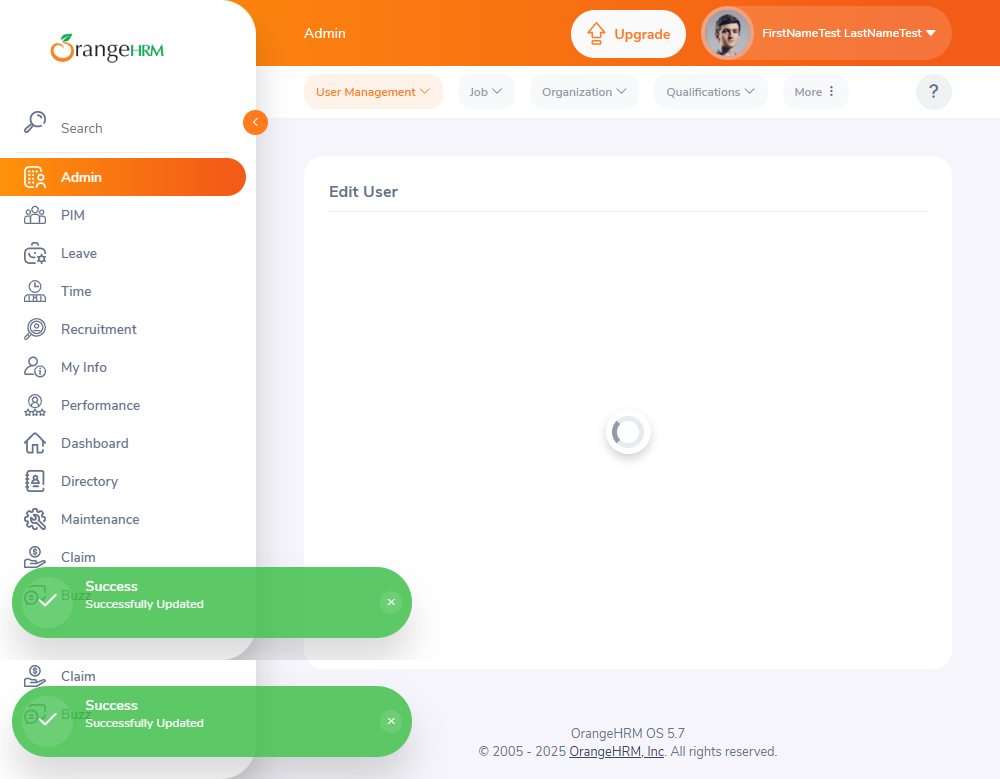 OrangeHRM
Admin
Upgrade
FirstNameTest LastNameTest
User Management
Job
Organization
Qualifications
More
?
Search
Admin
PIM
Leave
Time
Recruitment
My Info
Performance
Dashboard
Directory
Maintenance
Claim
Buzz
Edit User
Success
Successfully Updated
Claim
Buzz
Success
Successfully Updated
OrangeHRM OS 5.7
© 2005 - 2025 OrangeHRM, Inc. All rights reserved.